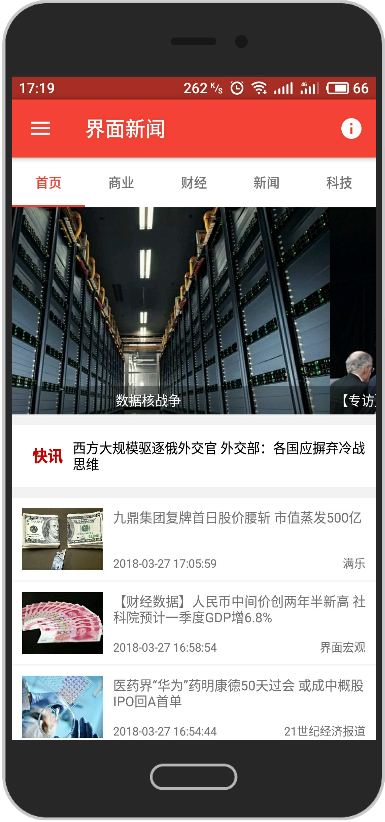 17:19 262 K/s 66
界面新闻
首页 商业 财经 新闻 科技
数据核战争 【专访】
快讯 西方大规模驱逐俄外交官 外交部：各国应摒弃冷战
思维
九鼎集团复牌首日股价腰斩 市值蒸发500亿
2018-03-27 17:05:59 满乐
【财经数据】人民币中间价创两年半新高 社
科院预计一季度GDP增6.8%
2018-03-27 16:58:54 界面宏观
医药界“华为”药明康德50天过会 或成中概股
IPO回A首单
2018-03-27 16:54:44 21世纪经济报道